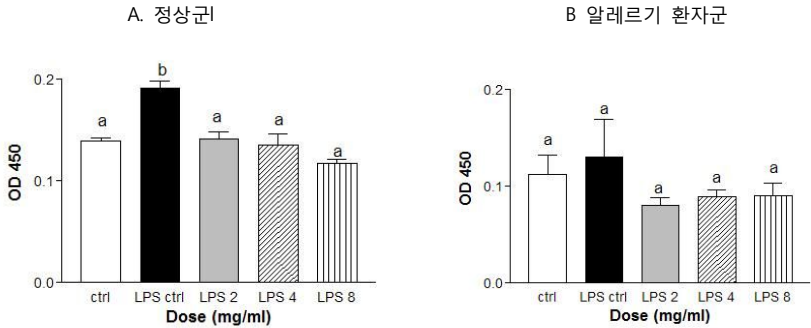 A. 정상군I
B 알레르기 환자군
OD 450
0.2
0.1
0.0
a
b
a
a
a
ctrl
LPS ctrl
LPS 2
LPS 4
LPS 8
Dose (mg/ml)
OD 450
0.2
0.1
0.0
a
a
a
a
a
ctrl
LPS ctrl
LPS 2
LPS 4
LPS 8
Dose (mg/ml)